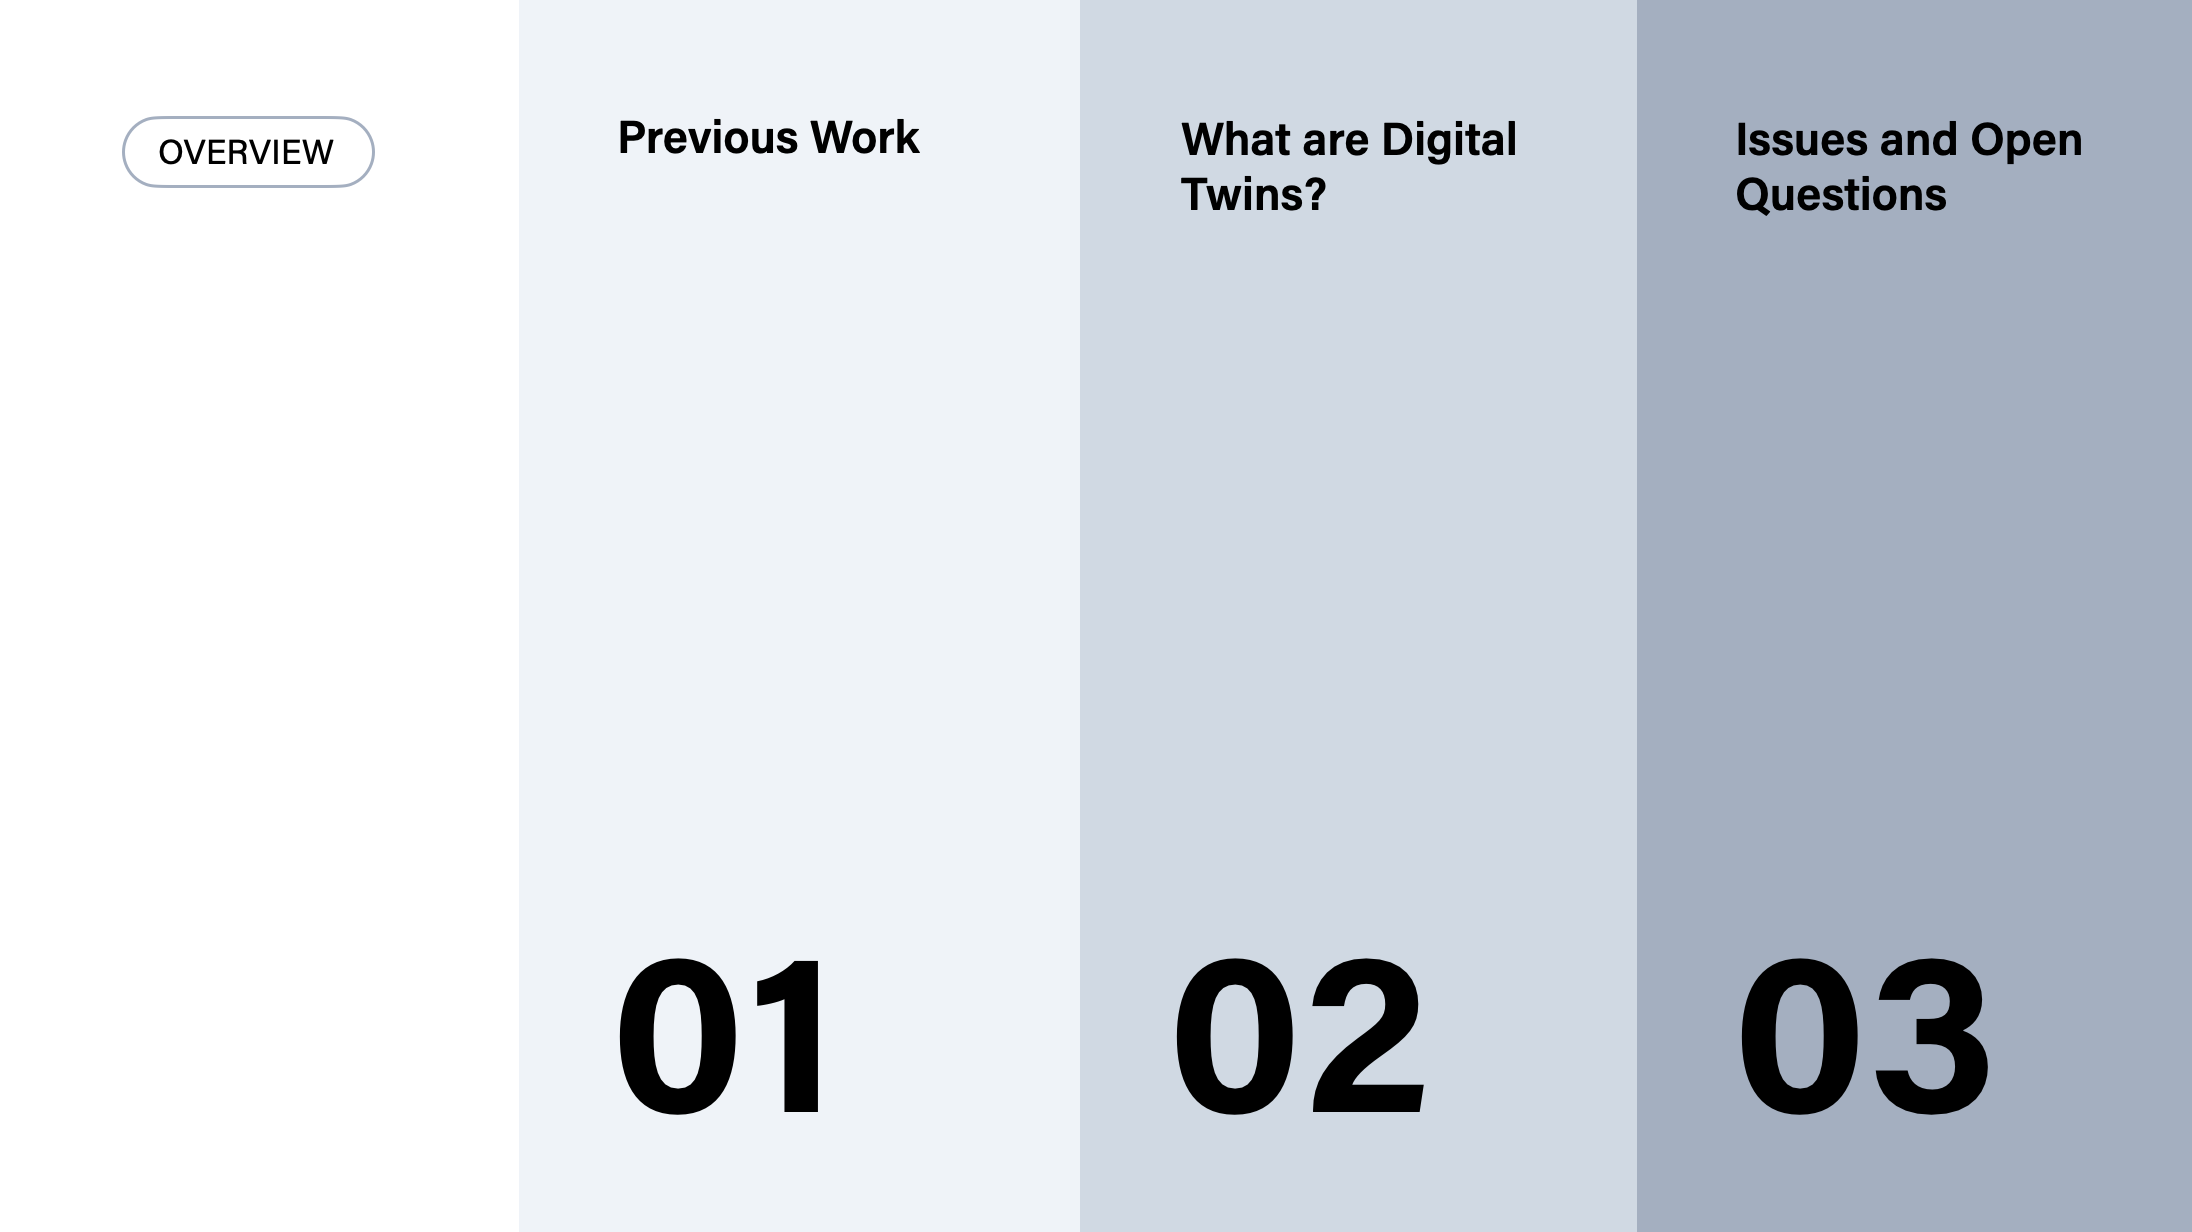 OVERVIEW
Previous Work
01
What are Digital
Twins?
02
Issues and Open
Questions
03